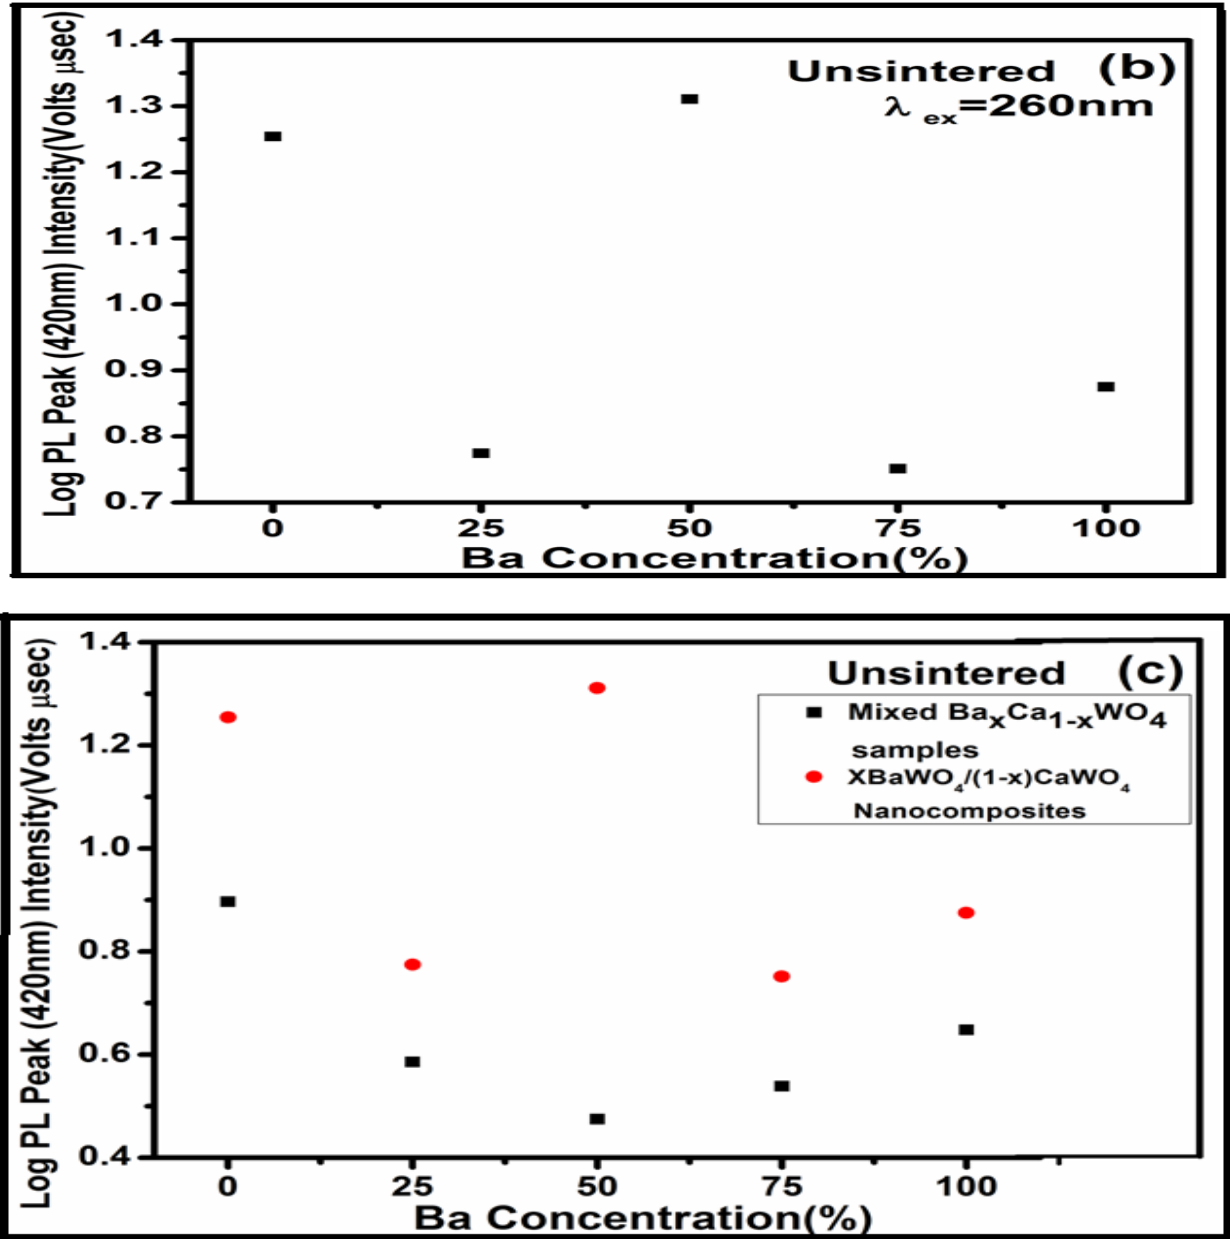 1.4
1.3
1.2
1.1
1.0
0.9
0.8
0.7
Log PL Peak (420nm) Intensity(Volts μsec)
Unsintered (b)
λ ex=260nm
0 25 50 75 100
Ba Concentration(%)
1.4
1.2
1.0
0.8
0.6
0.4
Log PL Peak (420nm) Intensity(Volts μsec)
Unsintered (c)
Mixed BaxCa1-xWO4
samples
XBaWO4/(1-x)CaWO4
Nanocomposites
0 25 50 75 100
Ba Concentration(%)